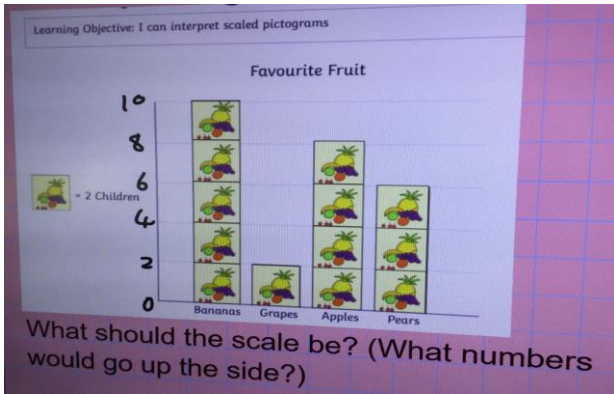 Learning Objective: I can interpret scaled pictograms
Favourite Fruit
10
8
6
= 2 Children
4
2
0
Bananas Grapes Apples Pears
What should the scale be? (What numbers
would go up the side?)